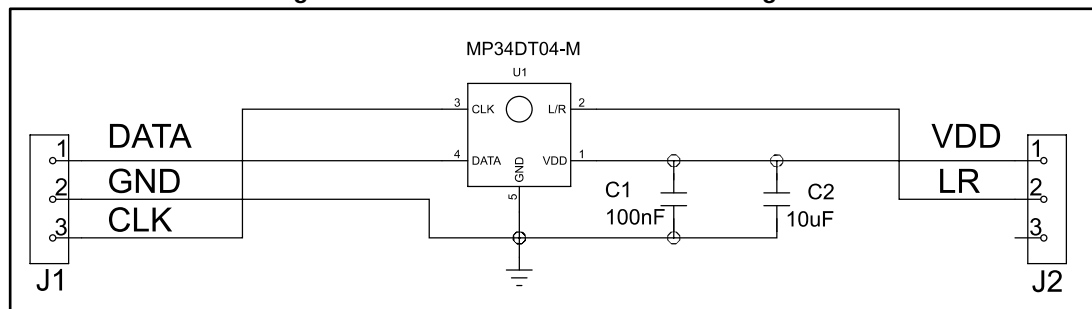 MP34DT04-M
U1
3 CLK L/R 2
4 DATA VDD 1
GND
5
1 DATA
2 GND
3 CLK
J1
C1
100nF
C2
10uF
VDD 1
LR 2
3
J2